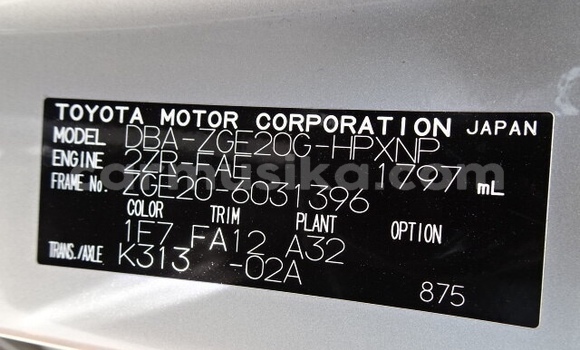 TOYOTA MOTOR CORPORATION JAPAN
MODEL DBA-ZGE20G-HPXNP
ENGINE 2ZR-FAE 1797 mL
FRAME No. ZGE20-6031396
COLOR TRIM PLANT OPTION
1E7 FA12 A32
TRANS./AXLE K313 -02A
875